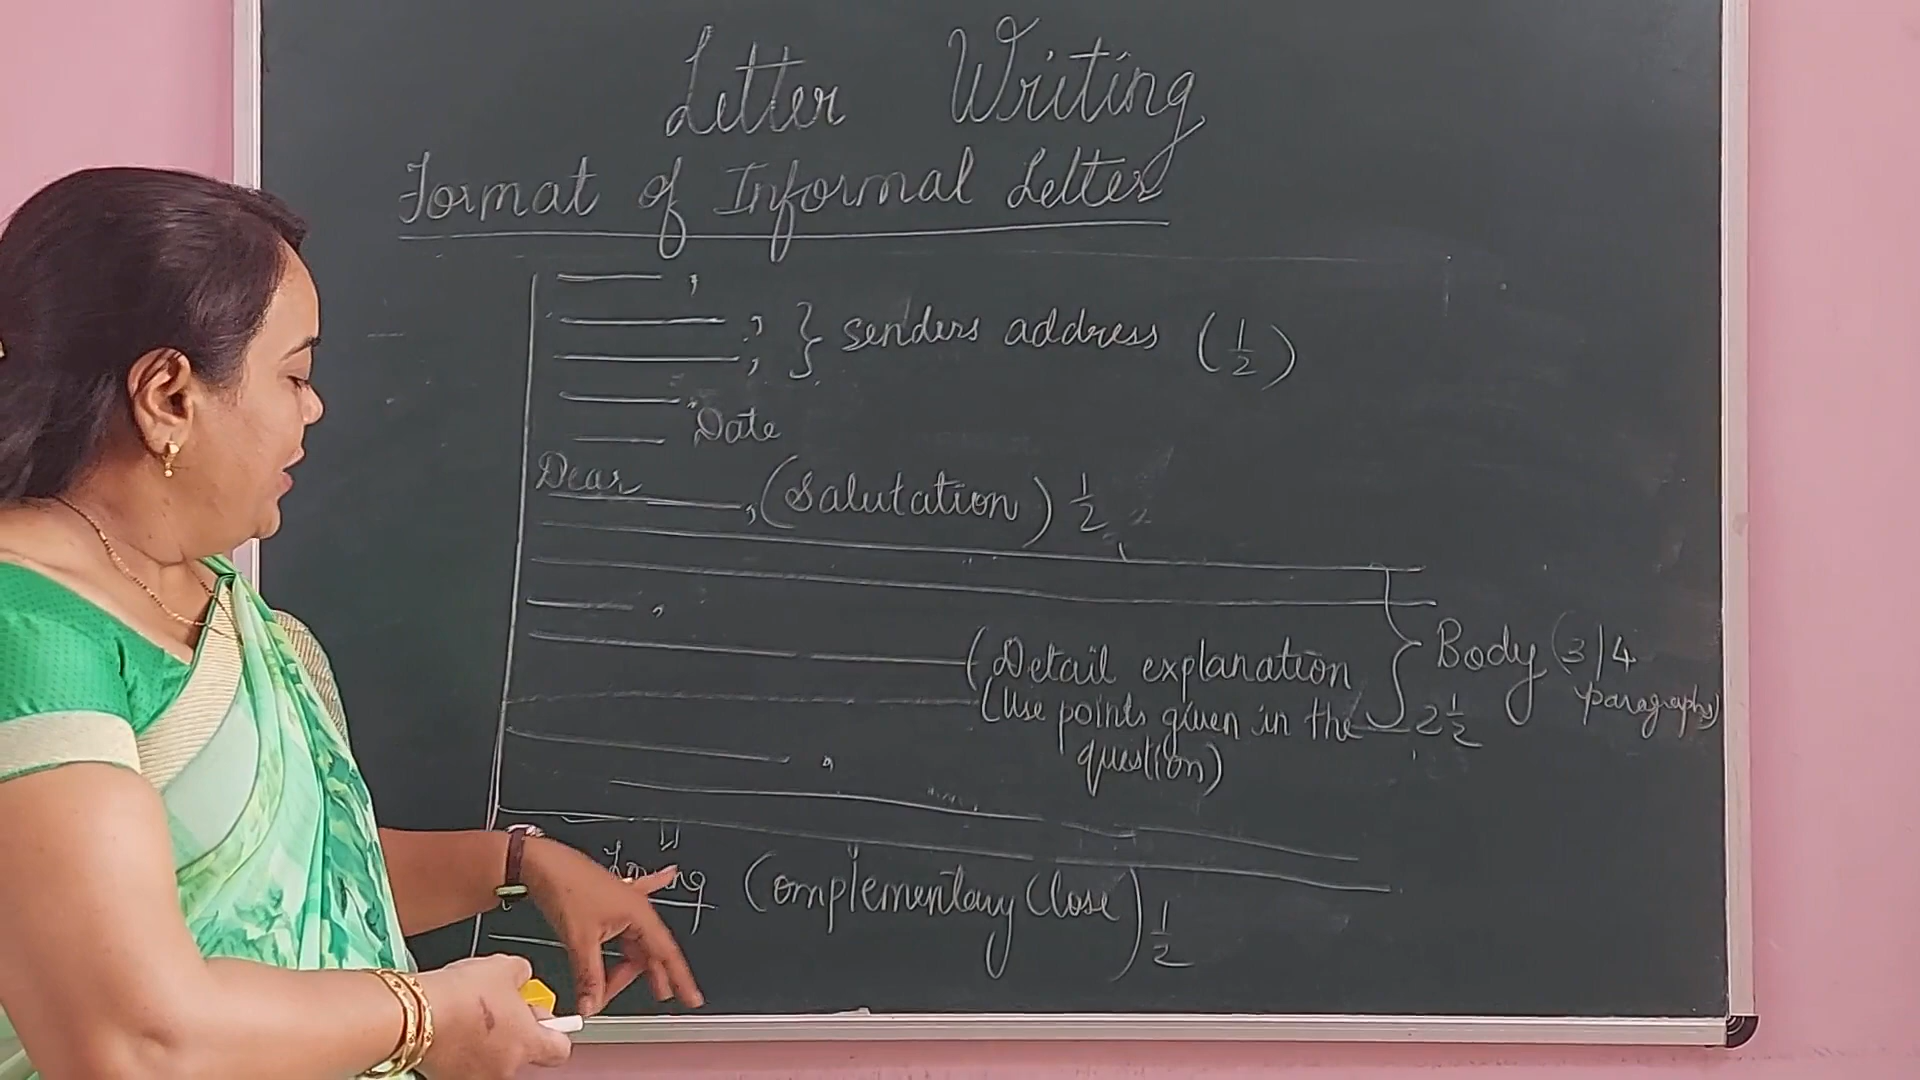 Letter Writing
Format of Informal Letter
senders address (1/2)
Date
Dear ____, (Salutation) 1/2
(Detail explanation
(Use points given in the
question)
Body (3/4
paragraphs)
2 1/2
(Complementary Close) 1/2